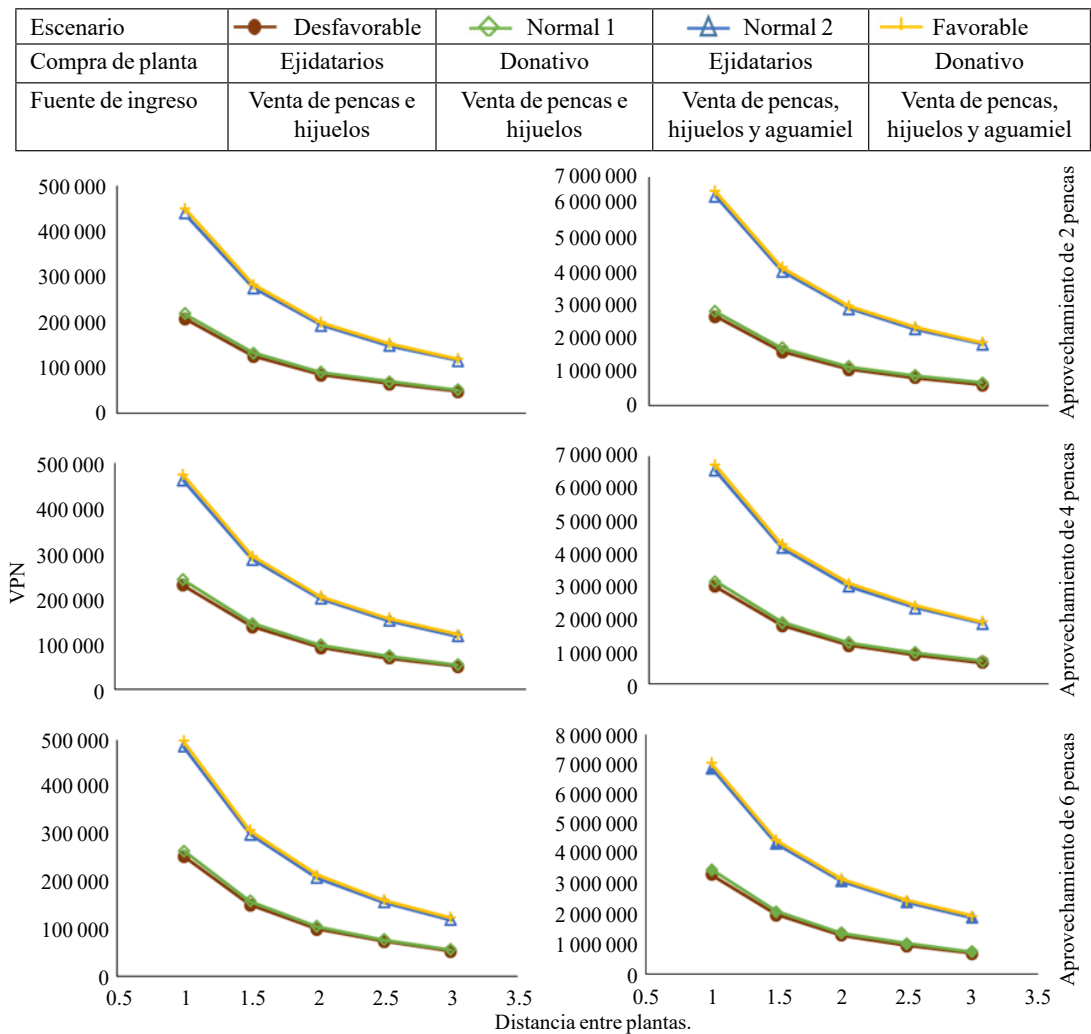 Escenario Desfavorable Normal 1 Normal 2 Favorable
Compra de planta Ejidatarios Donativo Ejidatarios Donativo
Fuente de ingreso Venta de pencas e Venta de pencas e Venta de pencas, Venta de pencas,
hijuelos hijuelos hijuelos y aguamiel hijuelos y aguamiel
500 000
400 000
300 000
200 000
100 000
0
7 000 000
6 000 000
5 000 000
4 000 000
3 000 000
2 000 000
1 000 000
0
Aprovechamiento de 2 pencas
VPN
500 000
400 000
300 000
200 000
100 000
0
7 000 000
6 000 000
5 000 000
4 000 000
3 000 000
2 000 000
1 000 000
0
Aprovechamiento de 4 pencas
500 000
400 000
300 000
200 000
100 000
0
0.5 1 1.5 2 2.5 3 3.5
8 000 000
7 000 000
6 000 000
5 000 000
4 000 000
3 000 000
2 000 000
1 000 000
0
0.5 1 1.5 2 2.5 3 3.5
Aprovechamiento de 6 pencas
Distancia entre plantas.